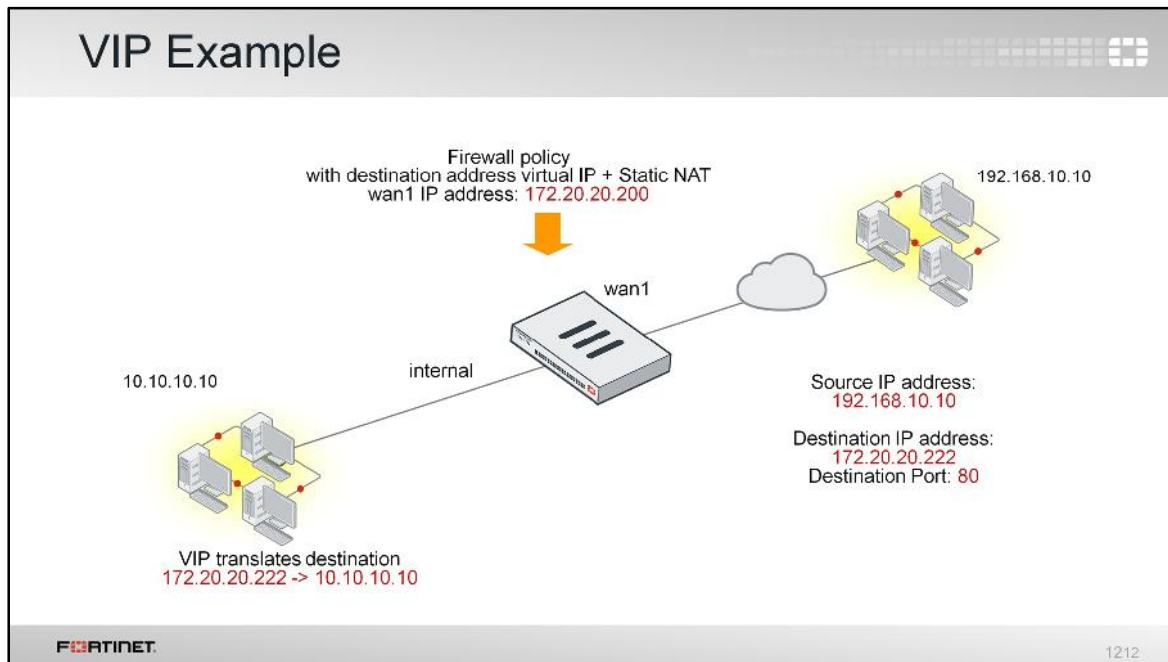 VIP Example
Firewall policy
with destination address virtual IP + Static NAT
wan1 IP address: 172.20.20.200
192.168.10.10
wan1
internal
10.10.10.10
Source IP address:
192.168.10.10
Destination IP address:
172.20.20.222
Destination Port: 80
VIP translates destination
172.20.20.222 -> 10.10.10.10
FORTINET
1212